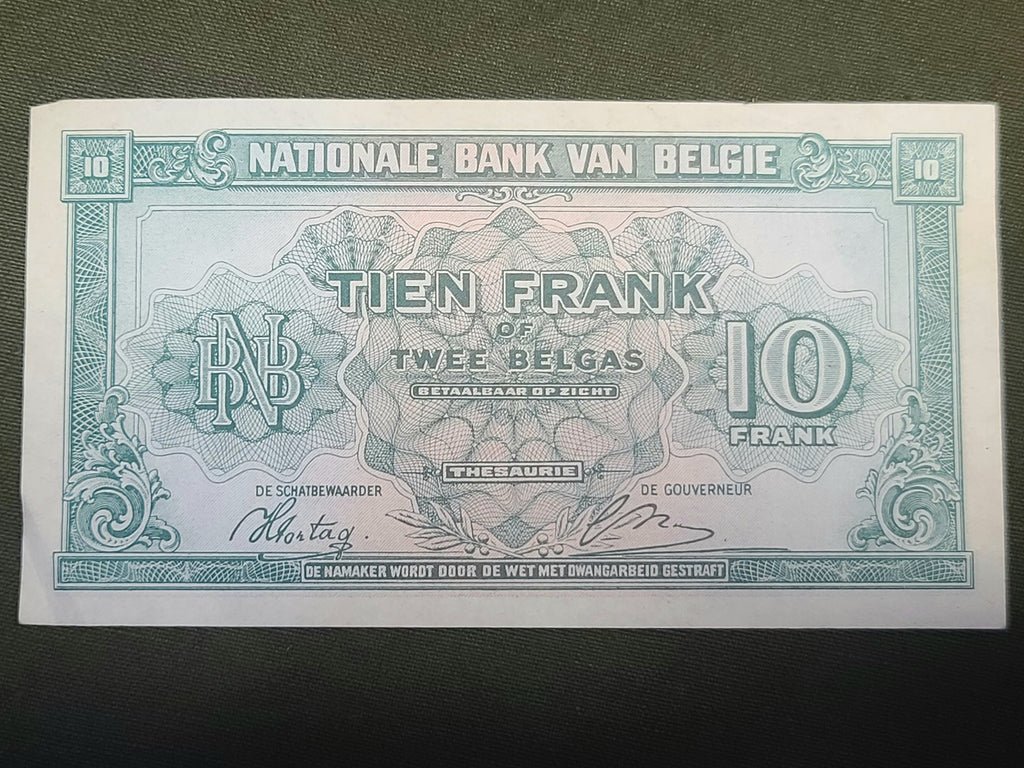 10 NATIONALE BANK VAN BELGIE 10
TIEN FRANK
OF
TWEE BELGAS
BETAALBAAR OP ZICHT
BNB
10
FRANK
THESAURIE
DE SCHATBEWAARDER
DE GOUVERNEUR
DE NAMAKER WORDT DOOR DE WET MET DWANGARBEID GESTRAFT